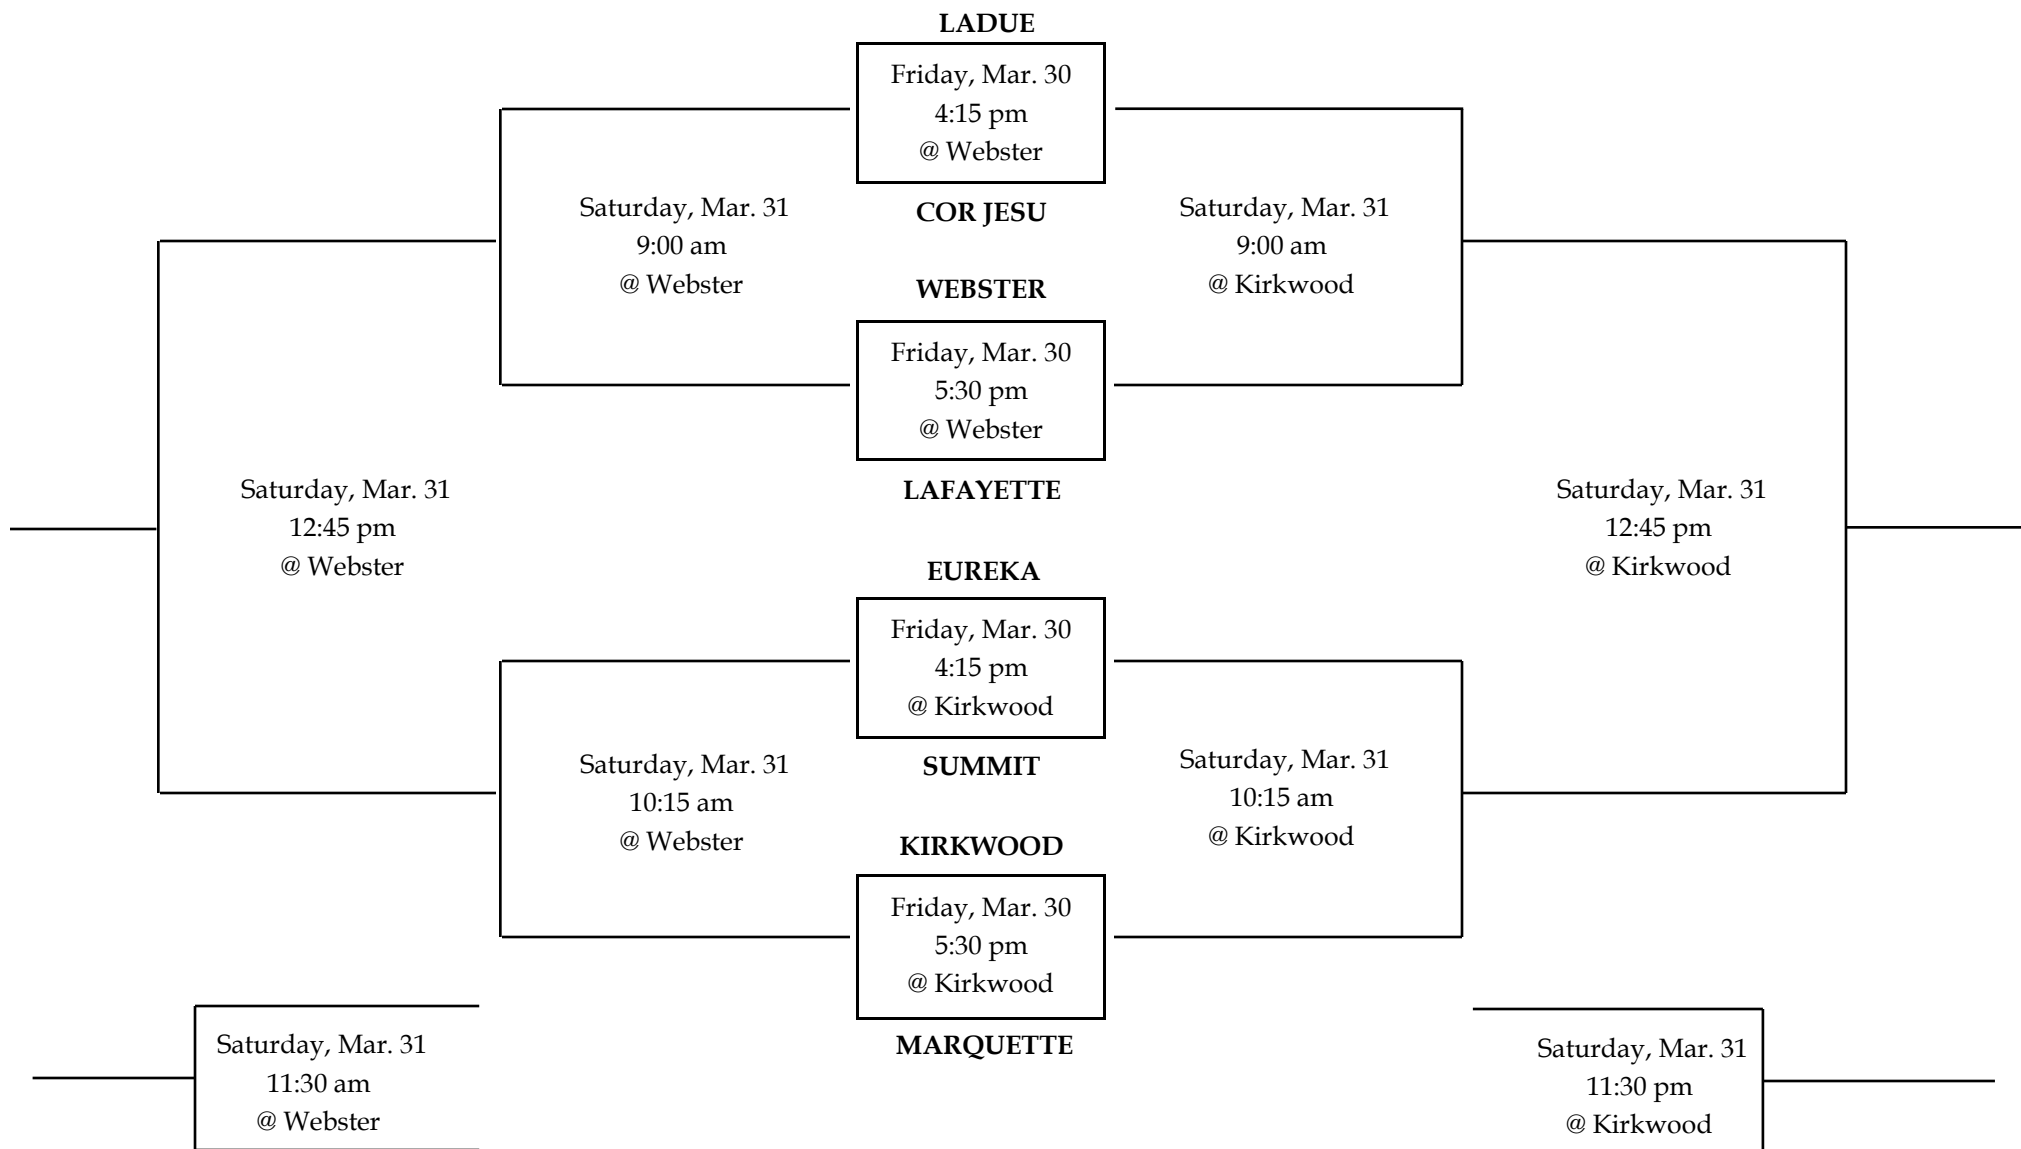 LADUE
Friday, Mar. 30
4:15 pm
@ Webster
COR JESU
Saturday, Mar. 31
9:00 am
@ Webster
Saturday, Mar. 31
9:00 am
@ Kirkwood
WEBSTER
Friday, Mar. 30
5:30 pm
@ Webster
LAFAYETTE
Saturday, Mar. 31
12:45 pm
@ Webster
Saturday, Mar. 31
12:45 pm
@ Kirkwood
EUREKA
Friday, Mar. 30
4:15 pm
@ Kirkwood
SUMMIT
Saturday, Mar. 31
10:15 am
@ Webster
Saturday, Mar. 31
10:15 am
@ Kirkwood
KIRKWOOD
Friday, Mar. 30
5:30 pm
@ Kirkwood
MARQUETTE
Saturday, Mar. 31
11:30 am
@ Webster
Saturday, Mar. 31
11:30 pm
@ Kirkwood